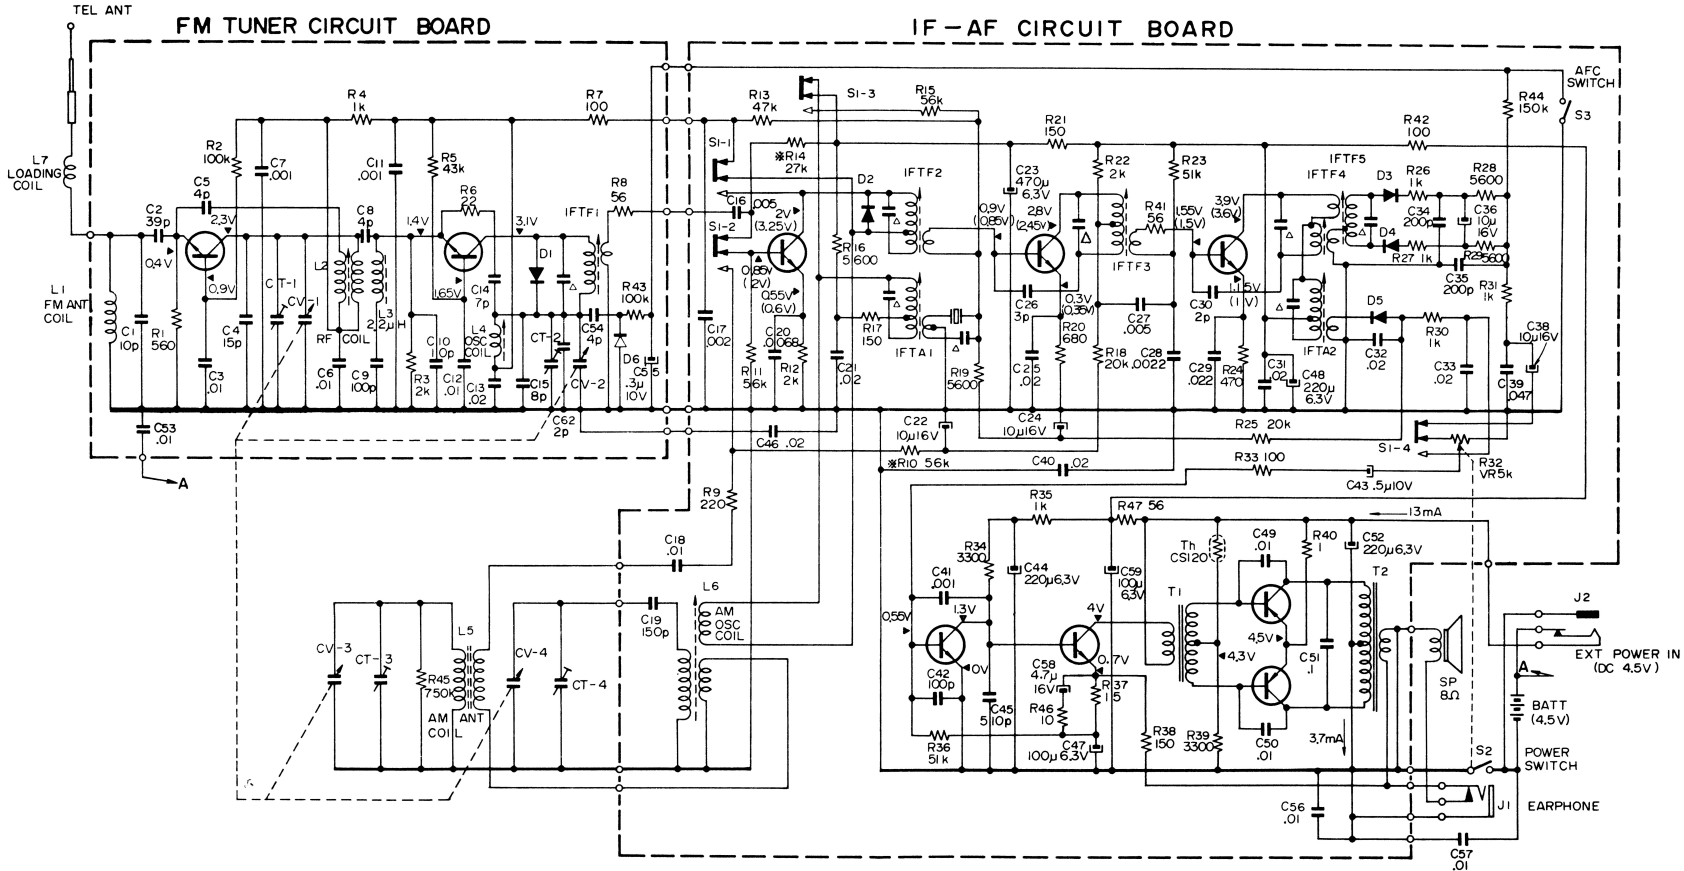 TEL ANT
FM TUNER CIRCUIT BOARD
IF-AF CIRCUIT BOARD
AFC
SWITCH
S3
R44
150k
S1-3
R15
56k
R13
47k
R7
100
R4
1k
R2
100k
C7
.001
C11
.001
R5
43k
R6
22
R8
56
IFTF1
L7
LOADING
COIL
C5
4p
C2
39p
2,3V
0,4V
0,9V
C8
4p
1,4V
3,1V
1,65V
L1
FM ANT
COIL
C1
10p
R1
560
C3
.01
C4
15p
CT-1
CV-1
L2
RF COIL
L3
2,2µH
C6
.01
C9
100p
R3
2k
C10
10p
C12
.01
C13
.02
C14
7p
L4
OSC
COIL
D1
CT-2
C15
8p
C62
2p
CV-2
C54
4p
R43
100k
D6
C55
.3µ
10V
C53
.01
A
S1-1
※R14
27k
C16
.005
S1-2
2V
(3,25V)
0,85V
(1,2V)
0,55V
(0.6V)
C17
.002
R11
56k
C20
.01
R12
2k
R16
5600
R17
150
C21
.02
C46 .02
D2
IFTF2
IFTA1
R19
5600
C22
10µ16V
※R10 56k
C23
470µ
6.3V
R21
150
0,9V
(0,85V)
2,8V
(2,45V)
C26
3p
0,3V
(0,35V)
C25
.02
R20
680
C24
10µ16V
R22
2k
R23
51k
R41
56
IFTF3
1,55V
(1,5V)
C27
.005
R18
20k
C28
.0022
C40 .02
3,9V
(3.6V)
C30
2p
C29
.022
R24
470
C31
.02
C48
220µ
6.3V
IFTF5
IFTF4
IFTA2
R42
100
D3
D4
D5
R26
1k
R27 1k
C34
200p
C36
10µ
16V
R28
5600
R29
5600
C35
200p
R31
1k
R30
1k
C32
.02
C33
.02
C38
10µ16V
C39
.047
R25 20k
S1-4
R33 100
R32
VR5k
C43 .5µ10V
R9
220
C18
.01
C19
150p
L6
AM
OSC
COIL
CV-3
CT-3
R45
750k
L5
AM ANT
COIL
CV-4
CT-4
R35
1k
R47 56
13mA
R34
3300
C44
220µ6.3V
C41
.001
0,55V
1.3V
0V
C42
100p
R36
51k
C45
510p
C59
100µ
6.3V
4V
0.7V
C58
4.7µ
16V
R46
10
R37
1.5
C47
100µ6.3V
R38
150
T1
Th
CS120
R39
3300
4,3V
4,5V
C49
.01
C50
.01
R40
1
C51
.1
C52
220µ6.3V
T2
3,7mA
SP
8Ω
J2
EXT POWER IN
(DC 4.5V)
A
BATT
(4,5V)
S2
POWER
SWITCH
J1
EARPHONE
C56
.01
C57
.01